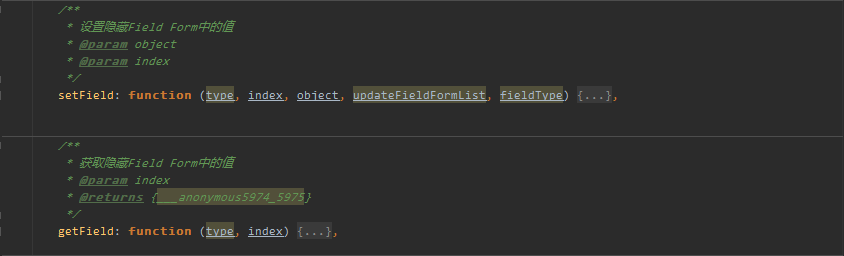 /**
* 设置隐藏Field Form中的值
* @param object
* @param index
*/
setField: function (type, index, object, updateFieldFormList, fieldType) {...},
/**
* 获取隐藏Field Form中的值
* @param index
* @returns {___anonymous5974_5975}
*/
getField: function (type, index) {...},